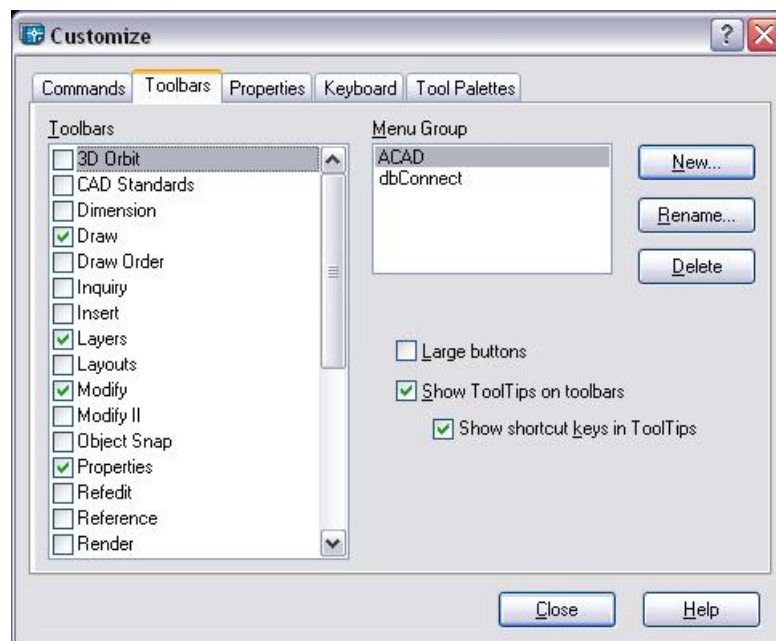 Customize
Commands
Toolbars
Properties
Keyboard
Tool Palettes
Toolbars
3D Orbit
CAD Standards
Dimension
Draw
Draw Order
Inquiry
Insert
Layers
Layouts
Modify
Modify II
Object Snap
Properties
Refedit
Reference
Render
Menu Group
ACAD
dbConnect
New...
Rename...
Delete
Large buttons
Show ToolTips on toolbars
Show shortcut keys in ToolTips
Close
Help